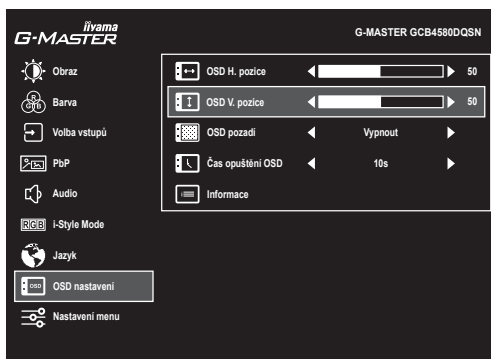 iiyama
G-MASTER
G-MASTER GCB4580DQSN
Obraz
Barva
Volba vstupů
PbP
Audio
i-Style Mode
Jazyk
OSD nastavení
Nastavení menu
OSD H. pozice 50
OSD V. pozice 50
OSD pozadí Vypnout
Čas opuštění OSD 10s
Informace
R
G B
RGB
OSD